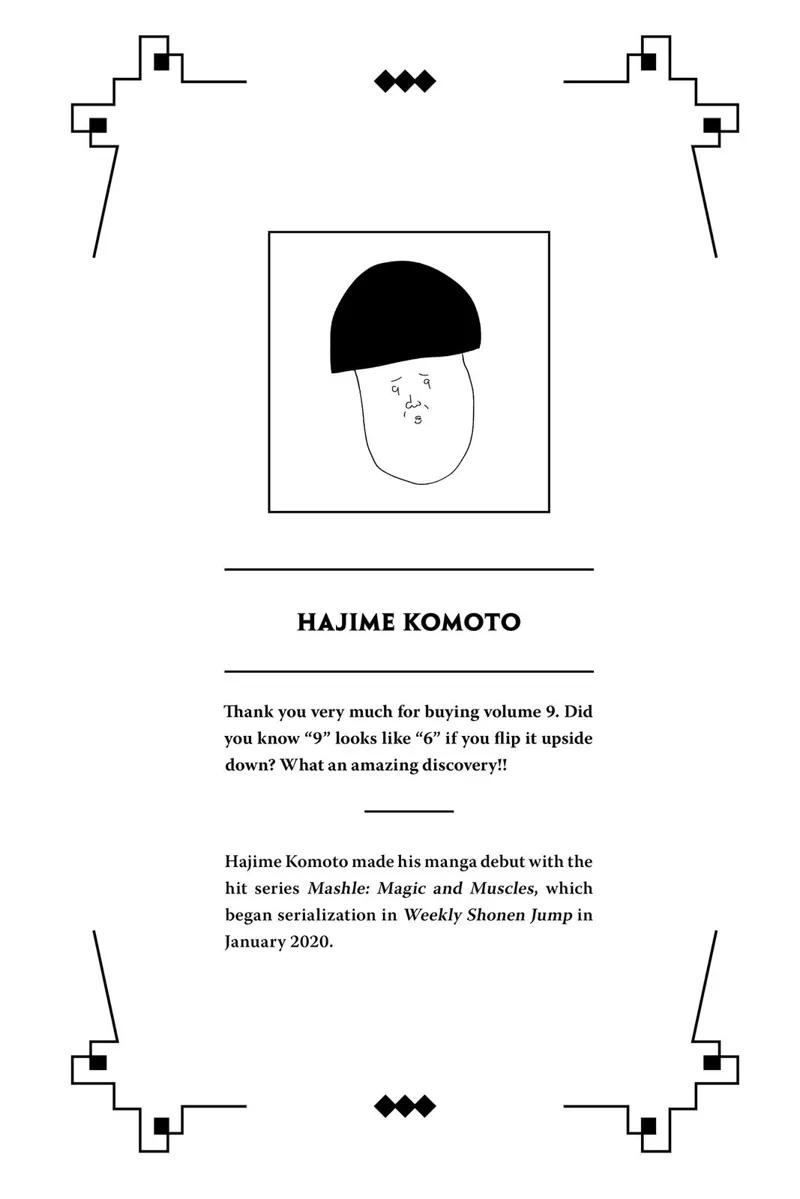 HAJIME KOMOTO
Thank you very much for buying volume 9. Did
you know “9” looks like “6” if you flip it upside
down? What an amazing discovery!!
Hajime Komoto made his manga debut with the
hit series Mashle: Magic and Muscles, which
began serialization in Weekly Shonen Jump in
January 2020.